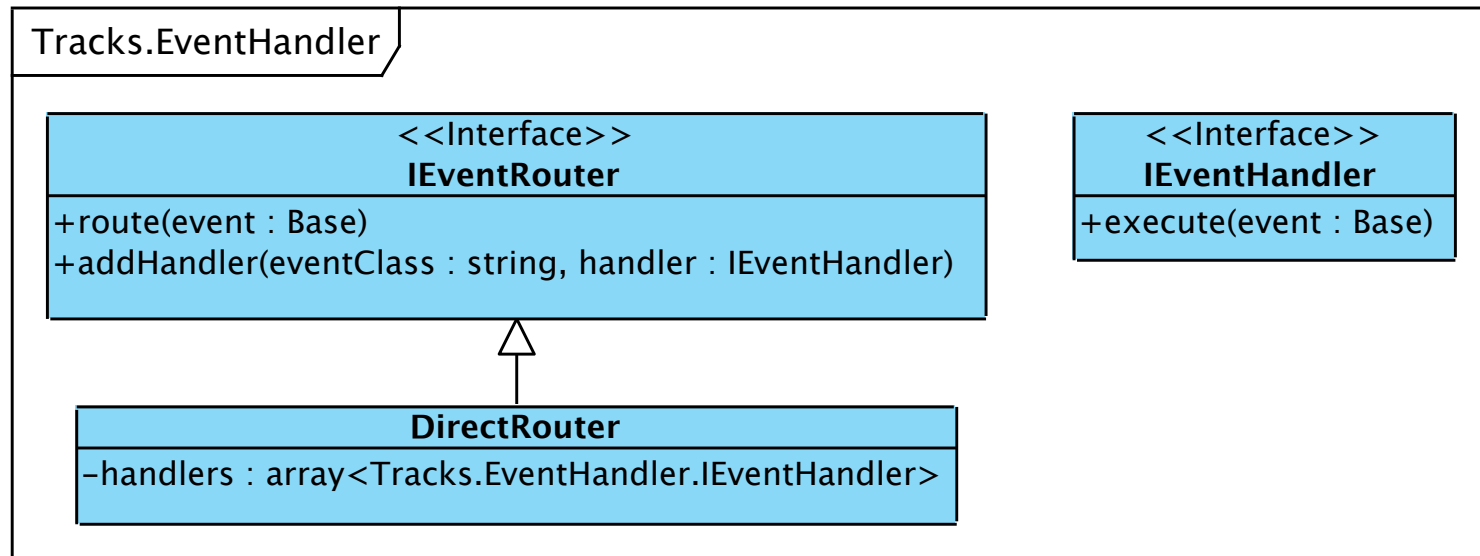 Tracks.EventHandler
<<Interface>>
IEventRouter
+route(event : Base)
+addHandler(eventClass : string, handler : IEventHandler)
<<Interface>>
IEventHandler
+execute(event : Base)
DirectRouter
-handlers : array<Tracks.EventHandler.IEventHandler>